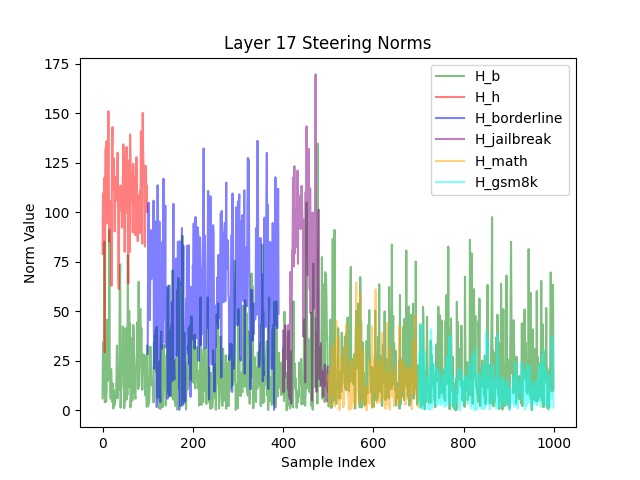 Layer 17 Steering Norms
Norm Value
175
150
125
100
75
50
25
0
0
200
400
600
800
1000
Sample Index
H_b
H_h
H_borderline
H_jailbreak
H_math
H_gsm8k